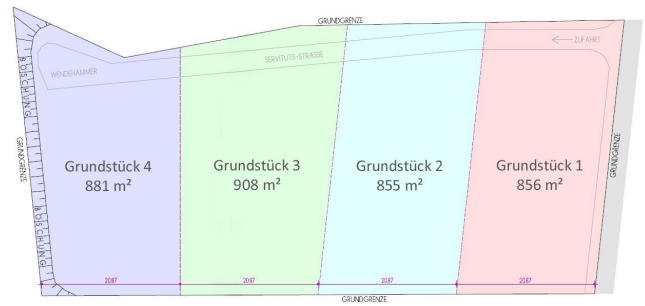 GRUNDGRENZE
ZUFAHRT
SERVITUTS-STRASSE
WENDEHAMMER
BÖSCHUNG
GRUNDGRENZE
GRUNDGRENZE
Grundstück 4
881 m²
Grundstück 3
908 m²
Grundstück 2
855 m²
Grundstück 1
856 m²
BÖSCHUNG
20.87
20.87
20.87
20.87
GRUNDGRENZE